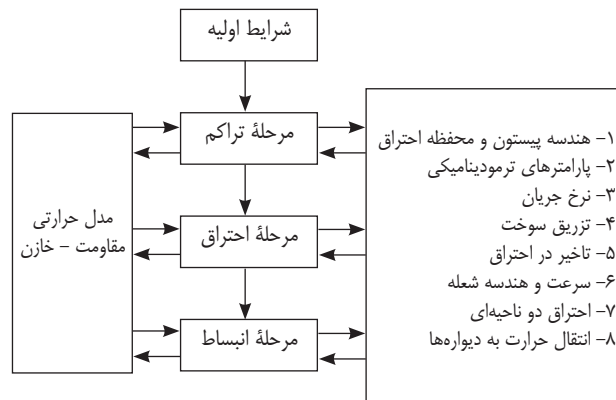 شرایط اولیه
مرحلهٔ تراکم
مرحلهٔ احتراق
مرحلهٔ انبساط
۱- هندسه پیستون و محفظه احتراق
۲- پارامترهای ترمودینامیکی
۳- نرخ جریان
۴- تزریق سوخت
۵- تاخیر در احتراق
۶- سرعت و هندسه شعله
۷- احتراق دو ناحیه‌ای
۸- انتقال حرارت به دیواره‌ها
مدل حرارتی
مقاومت - خازن